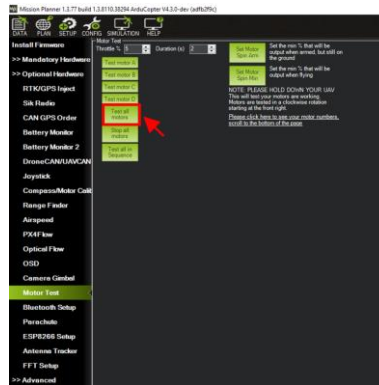 Mission Planner 1.3.77 build 1.3.8110.38294 ArduCopter V4.3.0-dev (adfb2f9c)
DATA PLAN SETUP CONFIG SIMULATION HELP
Install Firmware
>> Mandatory Hardware
>> Optional Hardware
RTK/GPS Inject
Sik Radio
CAN GPS Order
Battery Monitor
Battery Monitor 2
DroneCAN/UAVCAN
Joystick
Compass/Motor Calib
Range Finder
Airspeed
PX4Flow
Optical Flow
OSD
Camera Gimbal
Motor Test
Bluetooth Setup
Parachute
ESP8266 Setup
Antenna Tracker
FFT Setup
>> Advanced
Motor Test
Throttle % 5 Duration (s) 2
Test motor A
Test motor B
Test motor C
Test motor D
Test all
motors
Stop all
motors
Test all in
Sequence
Set Motor
Spin Arm
Set the min % that will be
output when armed, but still on
the ground
Set Motor
Spin Min
Set the min % that will be
output when flying
NOTE: PLEASE HOLD DOWN YOUR UAV
This will test your motors are working.
Motors are tested in a clockwise rotation
starting at the front right.
Please click here to see your motor numbers,
scroll to the bottom of the page